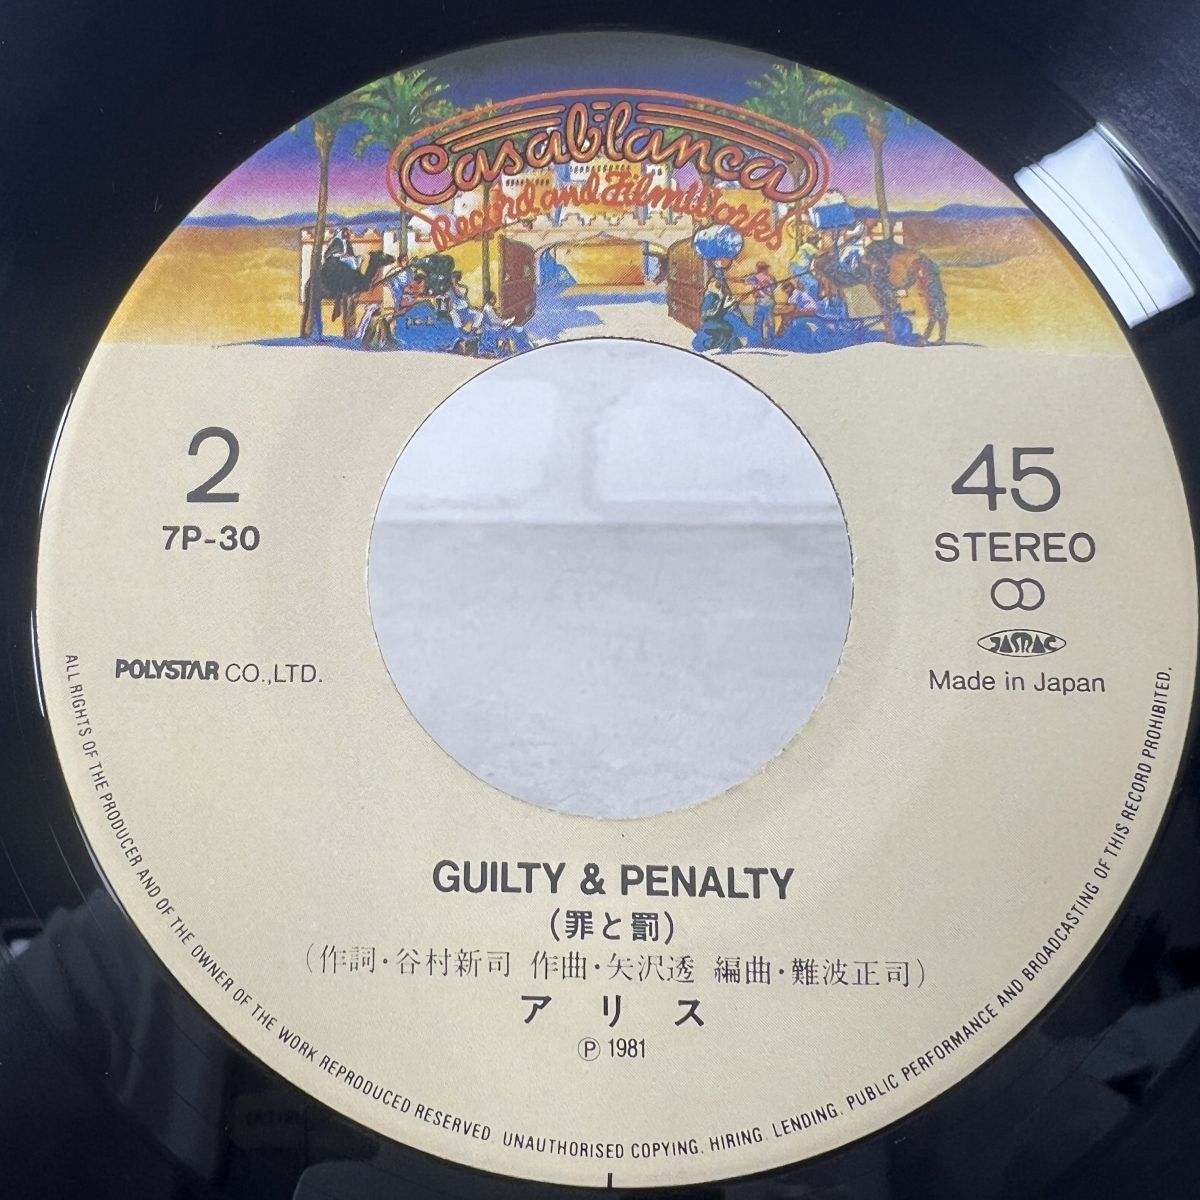 Casablanca
Record and FilmWorks
2
7P-30
45
STEREO
POLYSTAR CO.,LTD.
JASRAC
Made in Japan
GUILTY & PENALTY
(罪と罰)
(作詞・谷村新司 作曲・矢沢透 編曲・難波正司)
アリス
Ⓟ 1981
ALL RIGHTS OF THE PRODUCER AND OF THE OWNER OF THE WORK REPRODUCED RESERVED. UNAUTHORISED COPYING, HIRING, LENDING, PUBLIC PERFORMANCE AND BROADCASTING OF THIS RECORD PROHIBITED.